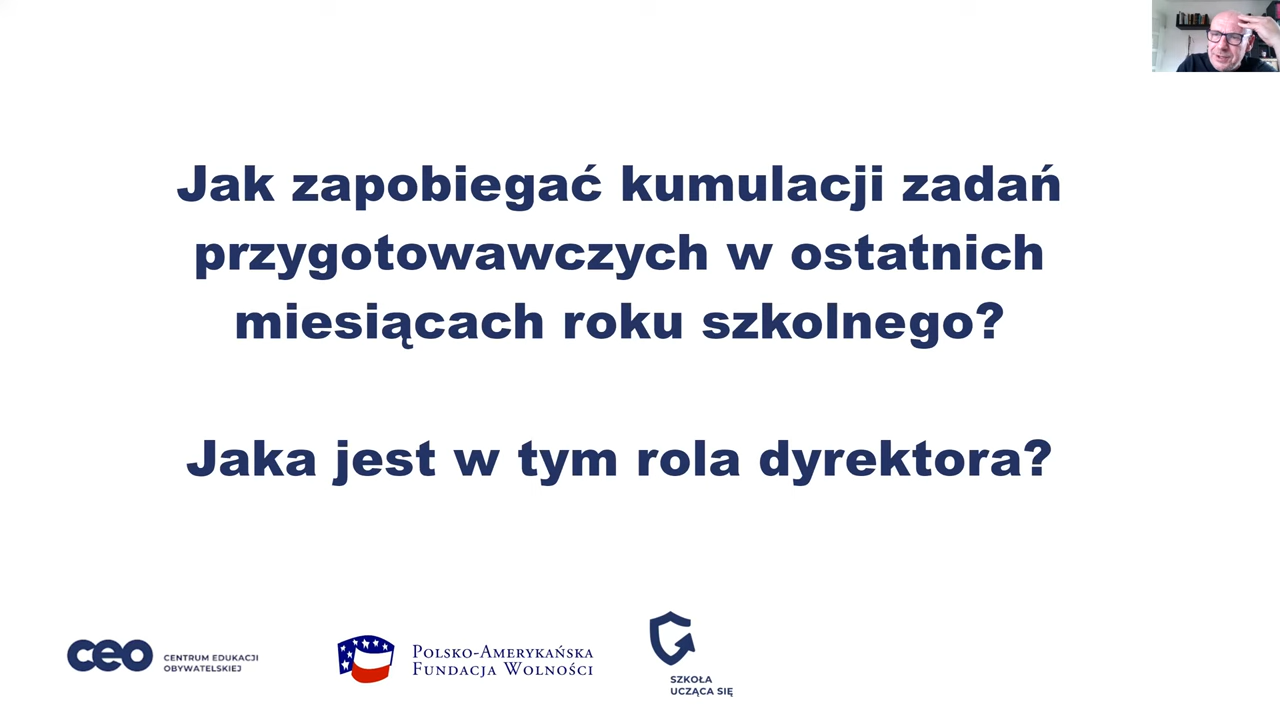 Jak zapobiegać kumulacji zadań
przygotowawczych w ostatnich
miesiącach roku szkolnego?
Jaka jest w tym rola dyrektora?
ceo
CENTRUM EDUKACJI
OBYWATELSKIEJ
POLSKO-AMERYKAŃSKA
FUNDACJA WOLNOŚCI
SZKOŁA
UCZĄCA SIĘ